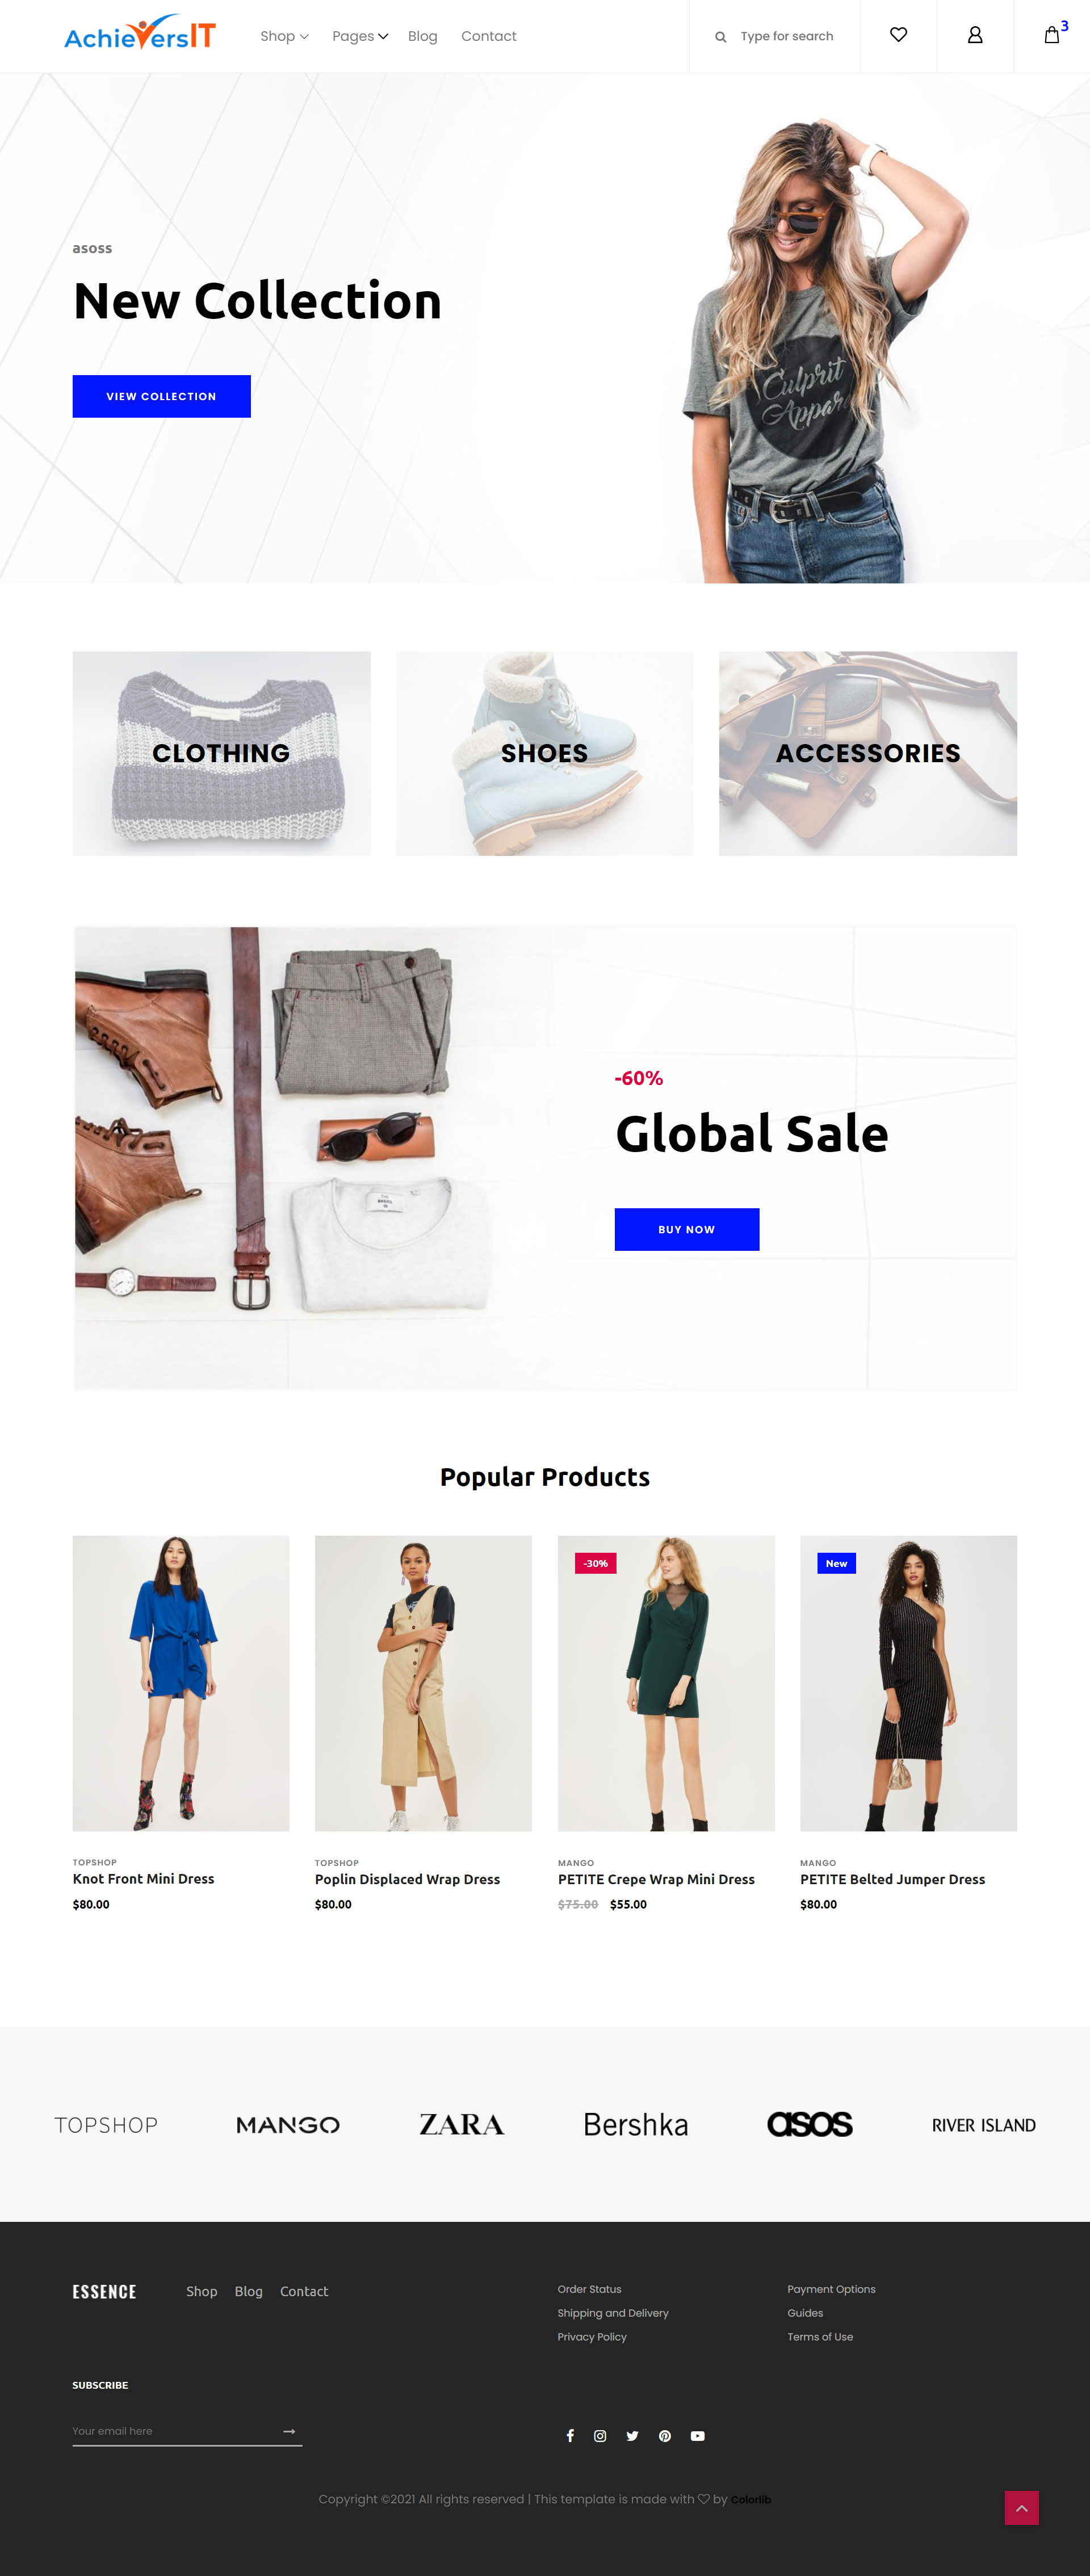 AchieversIT
Shop Pages Blog Contact
Type for search
3
asoss
New Collection
VIEW COLLECTION
Culprit
Appar
CLOTHING
SHOES
ACCESSORIES
-60%
Global Sale
BUY NOW
Popular Products
-30%
New
TOPSHOP
Knot Front Mini Dress
$80.00
TOPSHOP
Poplin Displaced Wrap Dress
$80.00
MANGO
PETITE Crepe Wrap Mini Dress
$75.00 $55.00
MANGO
PETITE Belted Jumper Dress
$80.00
TOPSHOP
MANGO
ZARA
Bershka
asos
RIVER ISLAND
ESSENCE
Shop Blog Contact
Order Status
Shipping and Delivery
Privacy Policy
Payment Options
Guides
Terms of Use
SUBSCRIBE
Your email here
Copyright ©2021 All rights reserved | This template is made with ♡ by Colorlib